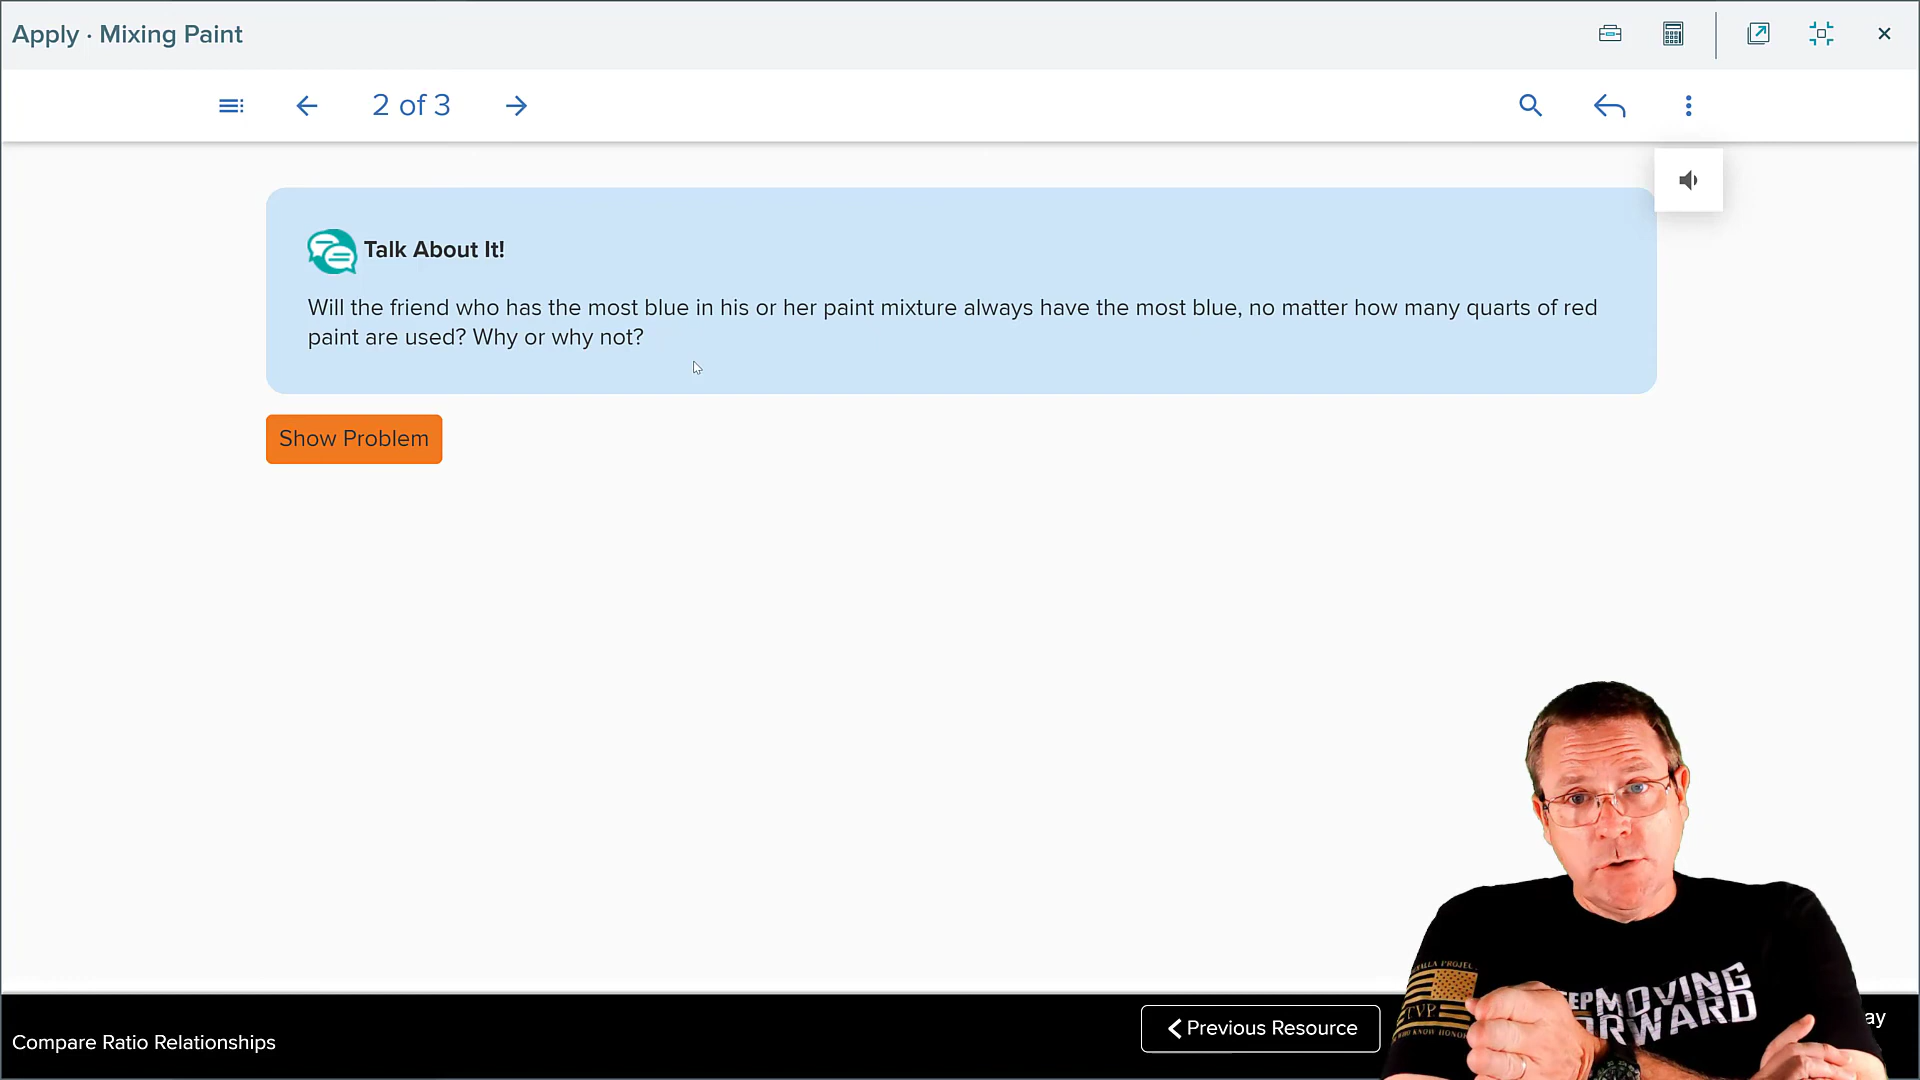 Apply · Mixing Paint
2 of 3
Talk About It!
Will the friend who has the most blue in his or her paint mixture always have the most blue, no matter how many quarts of red
paint are used? Why or why not?
Show Problem
Previous Resource
Compare Ratio Relationships
ay
MOVING
TVP